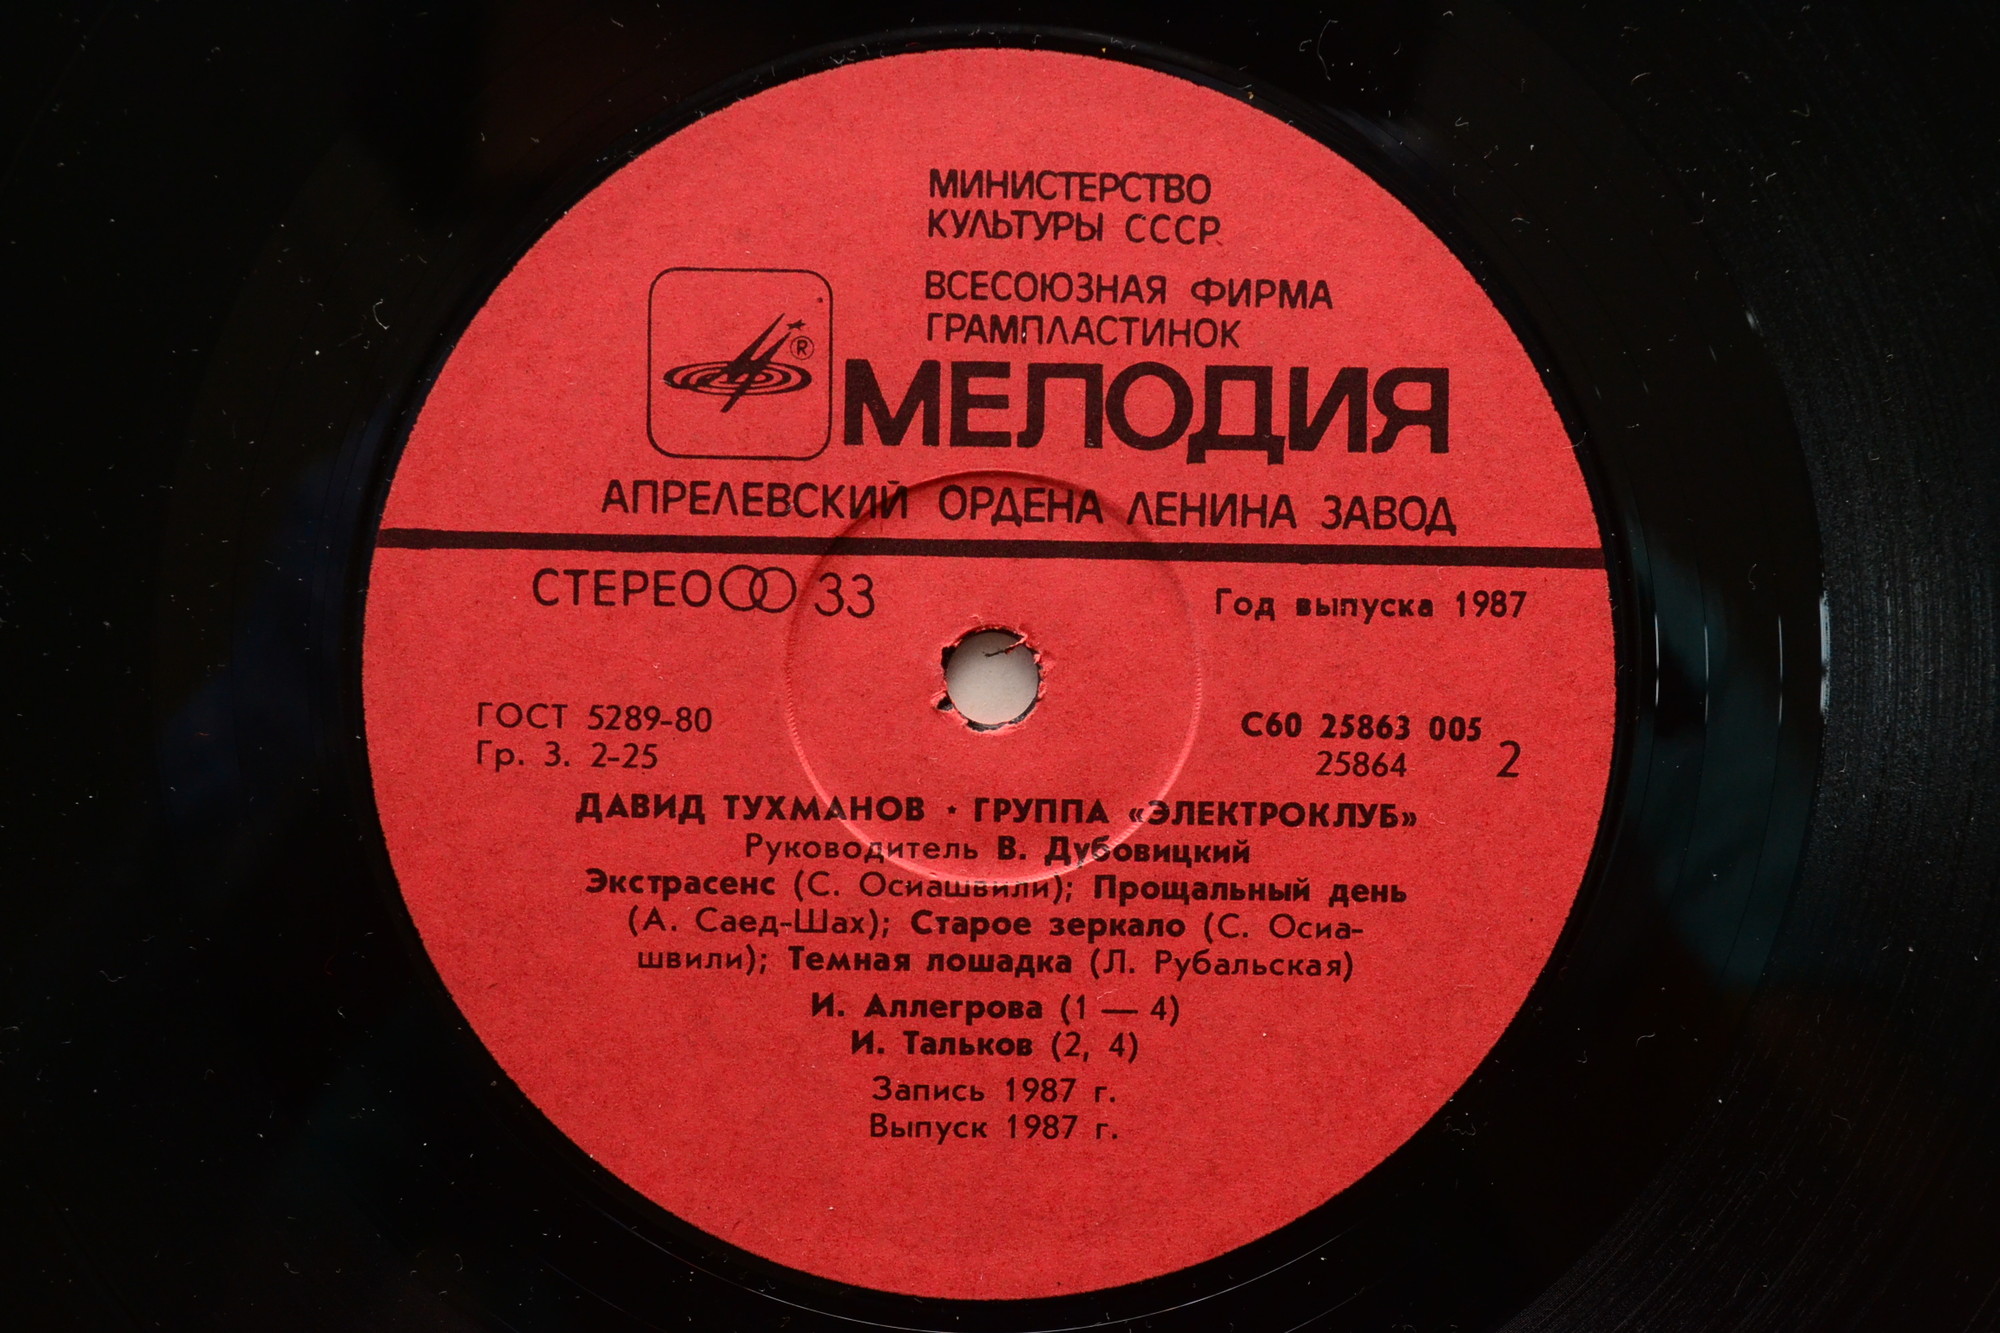 МИНИСТЕРСТВО
КУЛЬТУРЫ СССР
ВСЕСОЮЗНАЯ ФИРМА
ГРАМПЛАСТИНОК
®
МЕЛОДИЯ
АПРЕЛЕВСКИЙ ОРДЕНА ЛЕНИНА ЗАВОД
СТЕРЕО 33
Год выпуска 1987
ГОСТ 5289-80
Гр. 3. 2-25
С60 25863 005
25864 2
ДАВИД ТУХМАНОВ · ГРУППА «ЭЛЕКТРОКЛУБ»
Руководитель В. Дубовицкий
Экстрасенс (С. Осиашвили); Прощальный день
(А. Саед-Шах); Старое зеркало (С. Осиа-
швили); Темная лошадка (Л. Рубальская)
И. Аллегрова (1 — 4)
И. Тальков (2, 4)
Запись 1987 г.
Выпуск 1987 г.